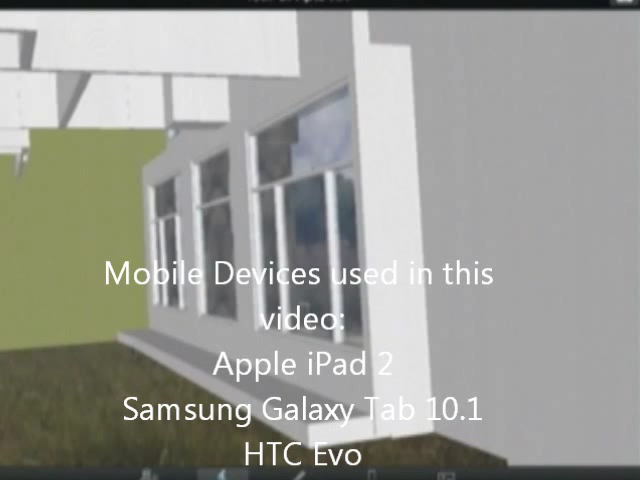 Mobile Devices used in this
video:
Apple iPad 2
Samsung Galaxy Tab 10.1
HTC Evo